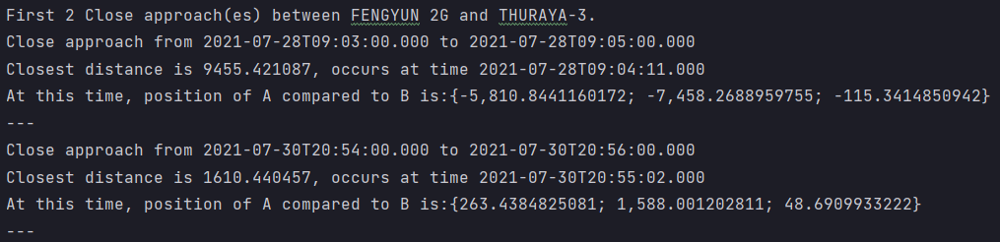 First 2 Close approach(es) between FENGYUN 2G and THURAYA-3.
Close approach from 2021-07-28T09:03:00.000 to 2021-07-28T09:05:00.000
Closest distance is 9455.421087, occurs at time 2021-07-28T09:04:11.000
At this time, position of A compared to B is:{-5,810.8441160172; -7,458.2688959755; -115.3414850942}
---
Close approach from 2021-07-30T20:54:00.000 to 2021-07-30T20:56:00.000
Closest distance is 1610.440457, occurs at time 2021-07-30T20:55:02.000
At this time, position of A compared to B is:{263.4384825081; 1,588.001202811; 48.6909933222}
---